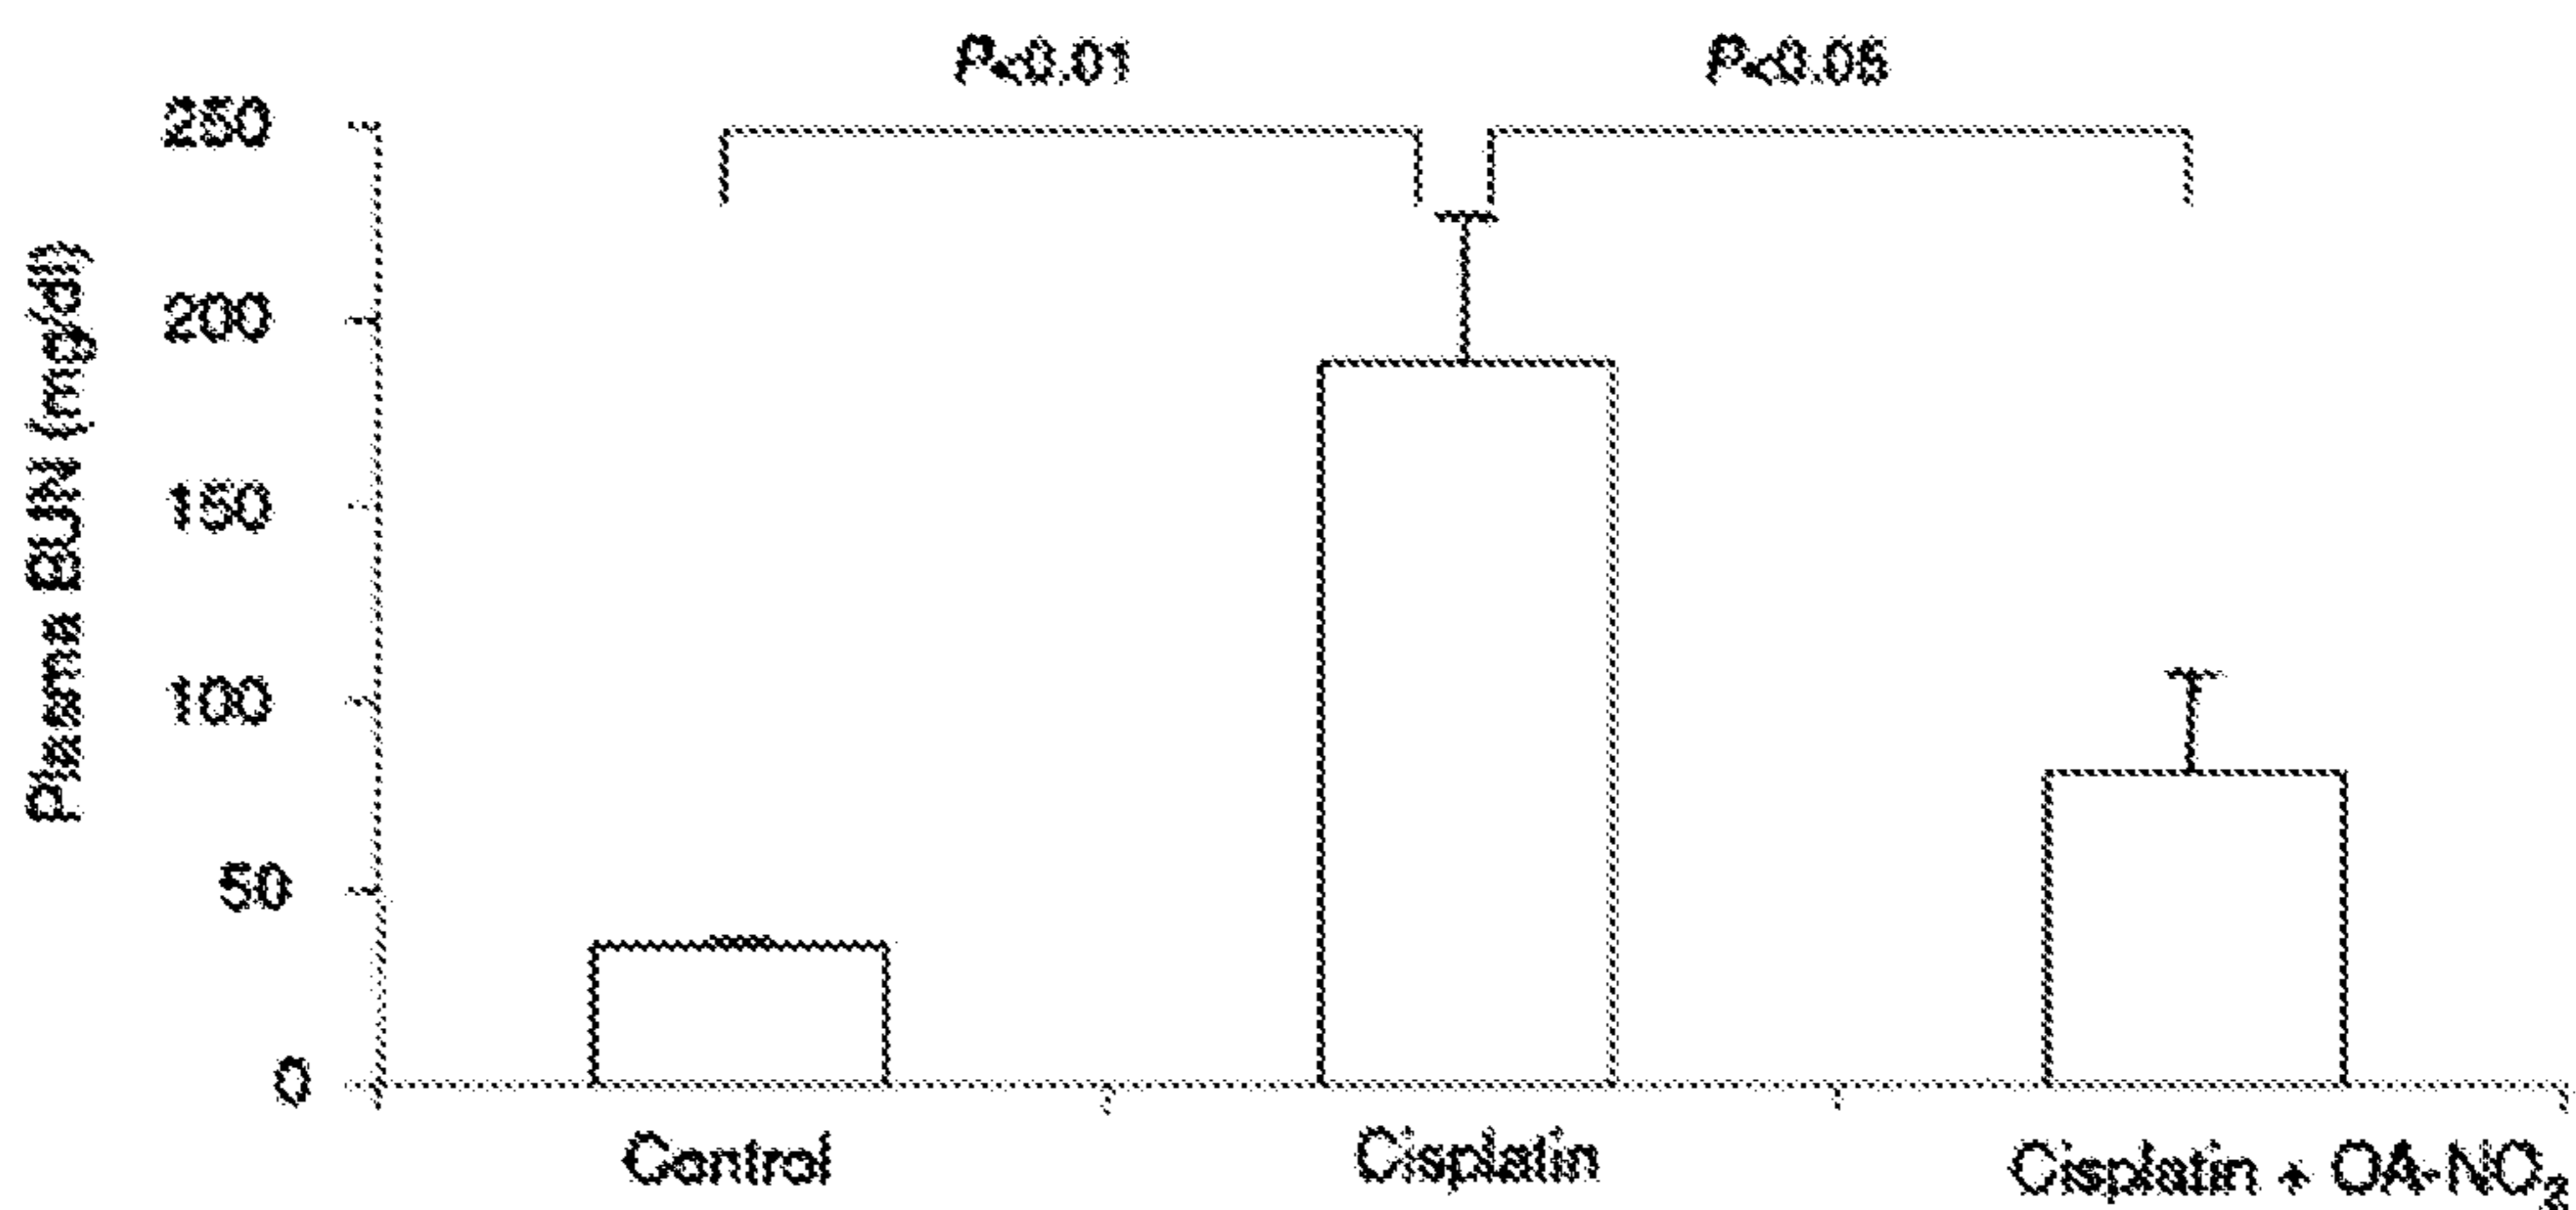 P<0.01 P<0.05
250
200
150
100
50
0
Plasma BUN (mg/dl)
Control Cisplatin Cisplatin + OA-NO₂